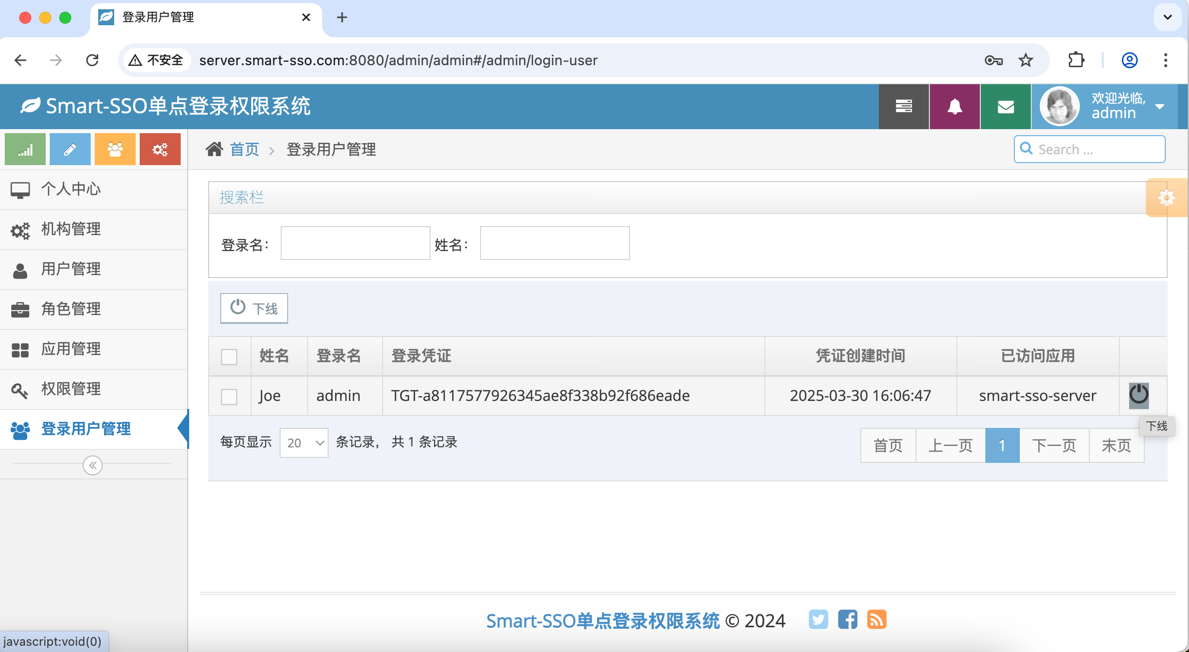 登录用户管理
不安全 server.smart-sso.com:8080/admin/admin#/admin/login-user
Smart-SSO单点登录权限系统
欢迎光临,
admin
首页 登录用户管理
Search ...
个人中心
机构管理
用户管理
角色管理
应用管理
权限管理
登录用户管理
搜索栏
登录名: 姓名:
下线
姓名 登录名 登录凭证 凭证创建时间 已访问应用
Joe admin TGT-a8117577926345ae8f338b92f686eade 2025-03-30 16:06:47 smart-sso-server
下线
每页显示 20 条记录, 共 1 条记录
首页 上一页 1 下一页 末页
Smart-SSO单点登录权限系统 © 2024
javascript:void(0)